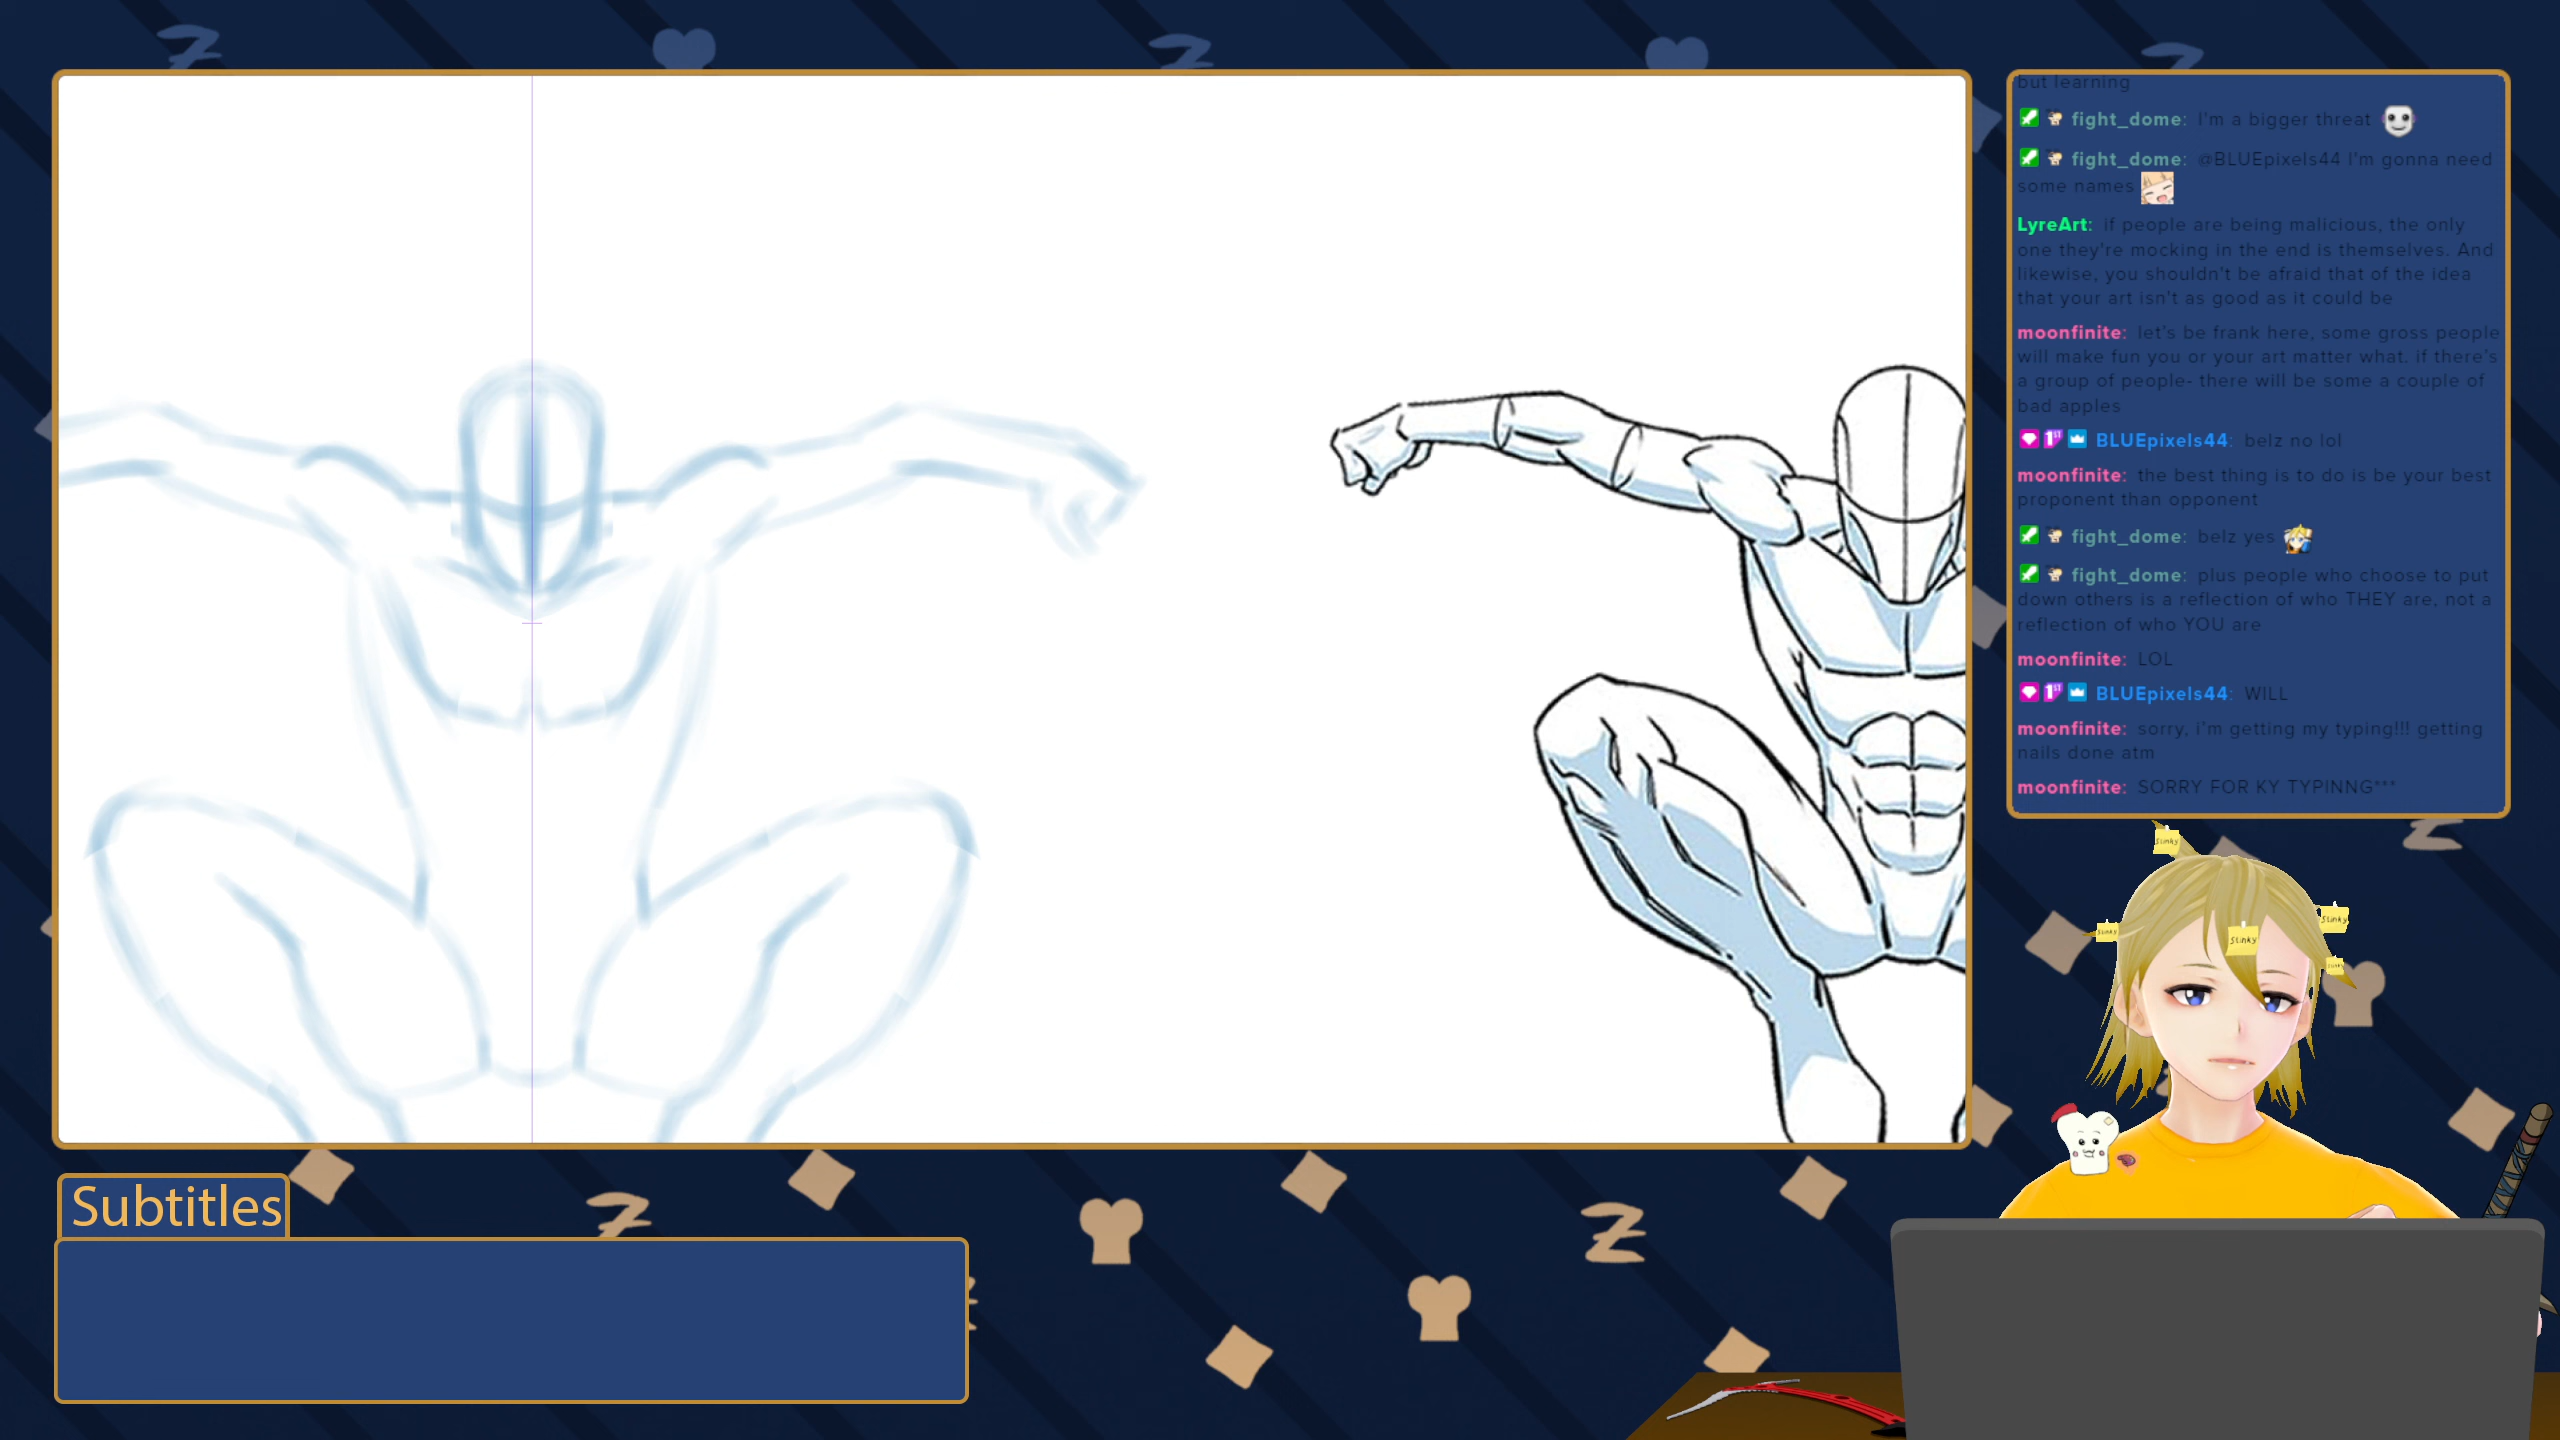 but learning
fight_dome: I'm a bigger threat
fight_dome: @BLUEpixels44 I'm gonna need
some names
LyreArt: if people are being malicious, the only
one they're mocking in the end is themselves. And
likewise, you shouldn't be afraid that of the idea
that your art isn't as good as it could be
moonfinite: let's be frank here, some gross people
will make fun you or your art matter what. if there's
a group of people- there will be some a couple of
bad apples
BLUEpixels44: belz no lol
moonfinite: the best thing is to do is be your best
proponent than opponent
fight_dome: belz yes
fight_dome: plus people who choose to put
down others is a reflection of who THEY are, not a
reflection of who YOU are
moonfinite: LOL
BLUEpixels44: WILL
moonfinite: sorry, i'm getting my typing!!! getting
nails done atm
moonfinite: SORRY FOR KY TYPINNG***
Stinky
Stinky
Stinky
Stinky
Stinky
Subtitles